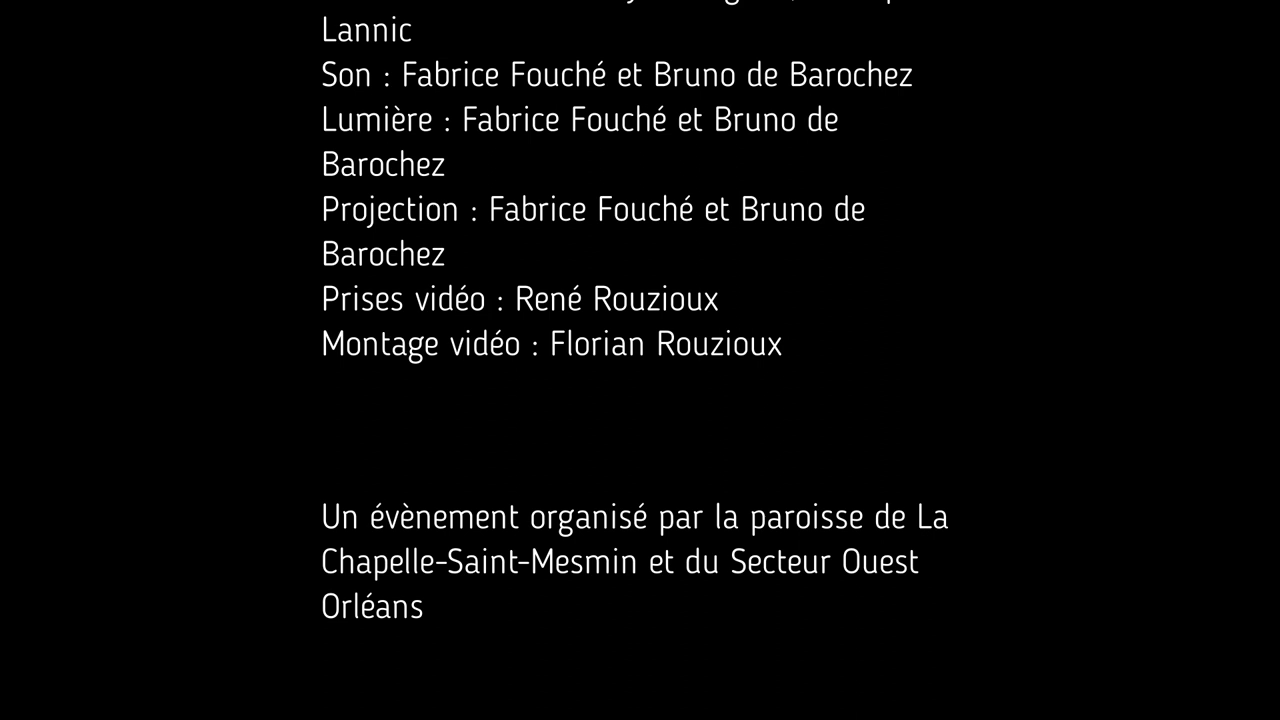 Lannic
Son : Fabrice Fouché et Bruno de Barochez
Lumière : Fabrice Fouché et Bruno de
Barochez
Projection : Fabrice Fouché et Bruno de
Barochez
Prises vidéo : René Rouzioux
Montage vidéo : Florian Rouzioux
Un évènement organisé par la paroisse de La
Chapelle-Saint-Mesmin et du Secteur Ouest
Orléans